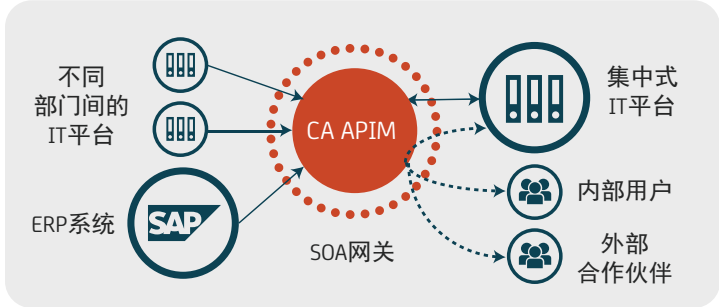 不同
部门间的
IT平台
ERP系统
SAP
CA APIM
SOA网关
集中式
IT平台
内部用户
外部
合作伙伴